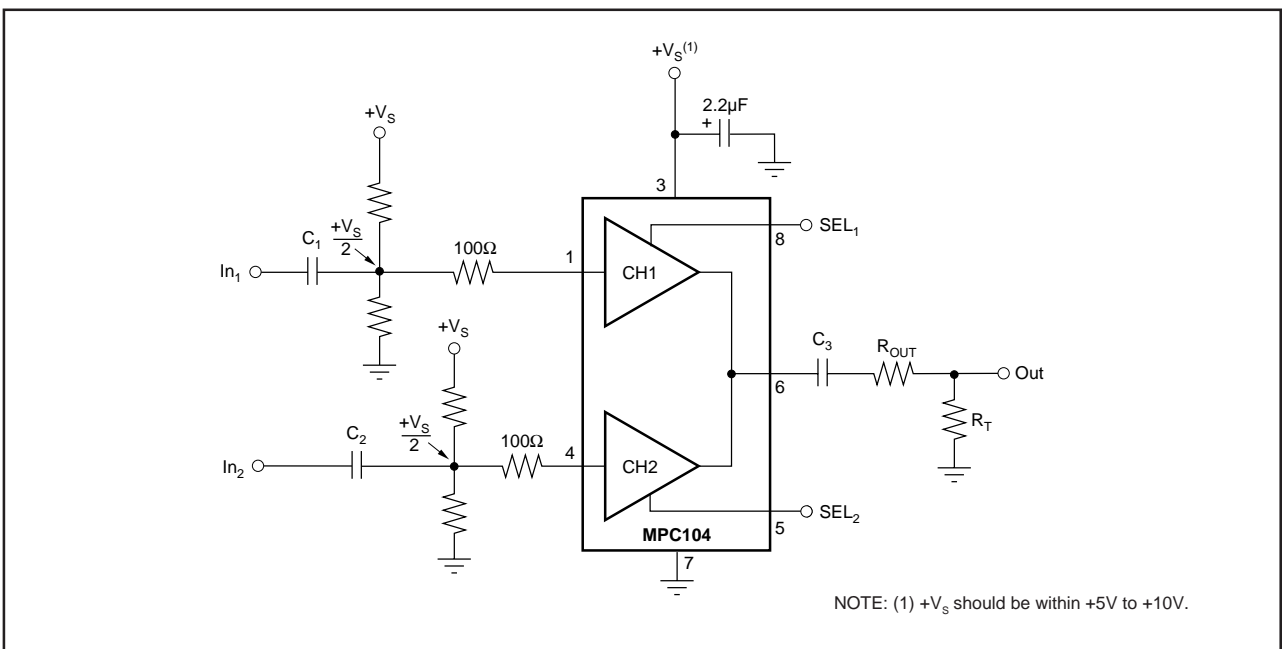 +VS(1)
2.2µF
+
+VS
3
SEL1
8
+VS
2
C1
100Ω
1
In1
CH1
+VS
C3
ROUT
Out
6
RT
+VS
2
C2
100Ω
4
In2
CH2
SEL2
5
MPC104
7
NOTE: (1) +VS should be within +5V to +10V.